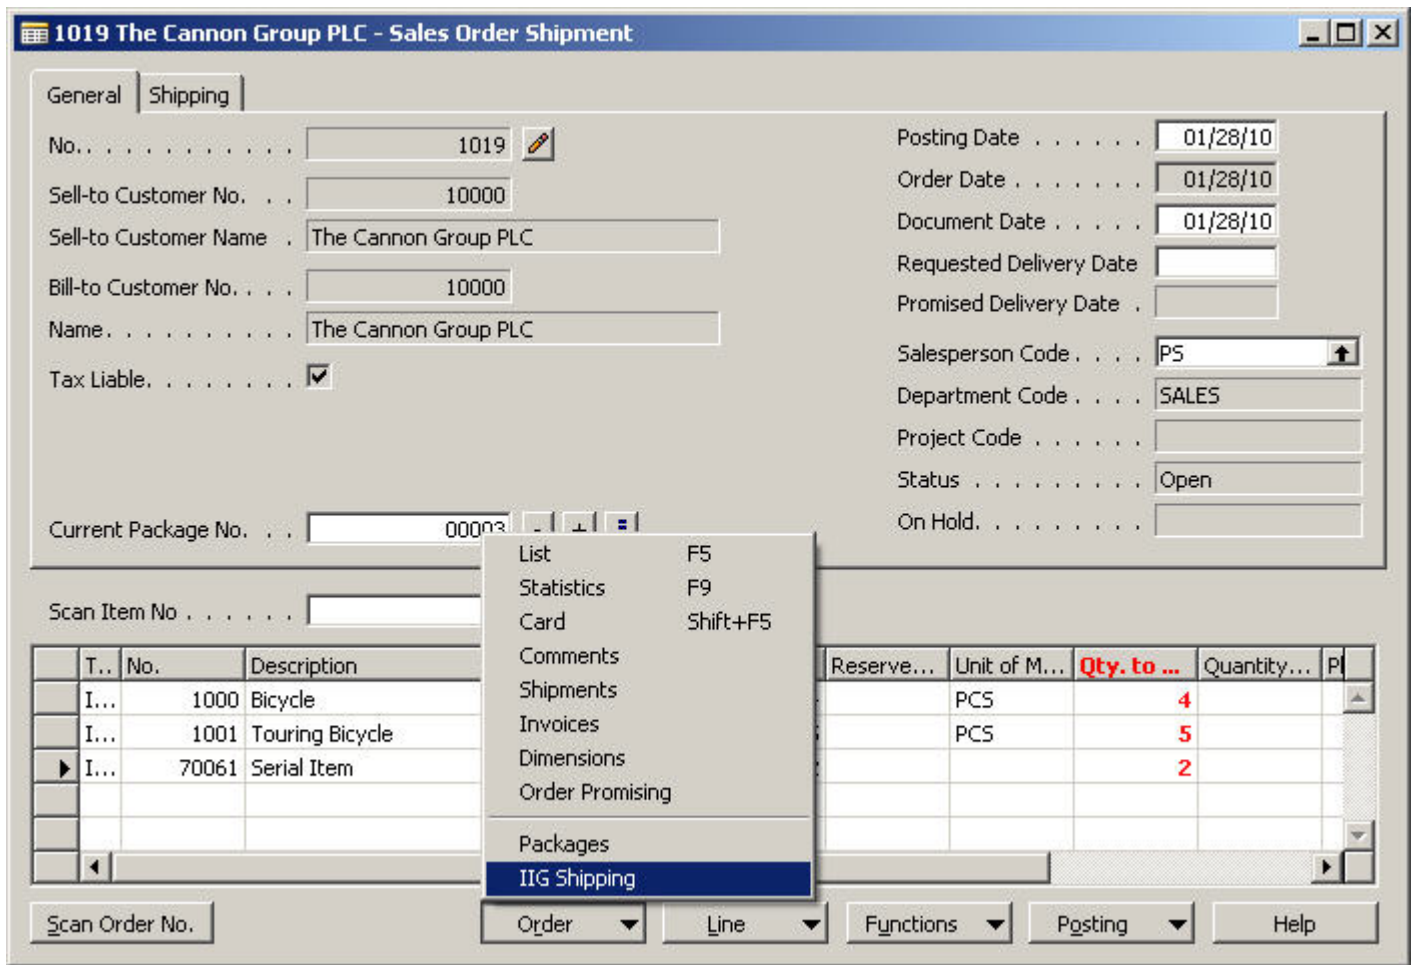 1019 The Cannon Group PLC - Sales Order Shipment
General Shipping
No. . . . . . . . . . . . 1019
Sell-to Customer No. . . 10000
Sell-to Customer Name . The Cannon Group PLC
Bill-to Customer No. . . . 10000
Name. . . . . . . . . . The Cannon Group PLC
Tax Liable. . . . . . . .
Posting Date . . . . . . 01/28/10
Order Date . . . . . . . 01/28/10
Document Date . . . . . 01/28/10
Requested Delivery Date
Promised Delivery Date .
Salesperson Code . . . . PS
Department Code . . . . SALES
Project Code . . . . . .
Status . . . . . . . . . Open
On Hold. . . . . . . . .
Current Package No. . . 00003 - + =
Scan Item No . . . . . .
T.. No. Description Reserve... Unit of M... Qty. to ... Quantity...
I... 1000 Bicycle PCS 4
I... 1001 Touring Bicycle PCS 5
I... 70061 Serial Item 2
List F5
Statistics F9
Card Shift+F5
Comments
Shipments
Invoices
Dimensions
Order Promising
Packages
IIG Shipping
Scan Order No. Order Line Functions Posting Help